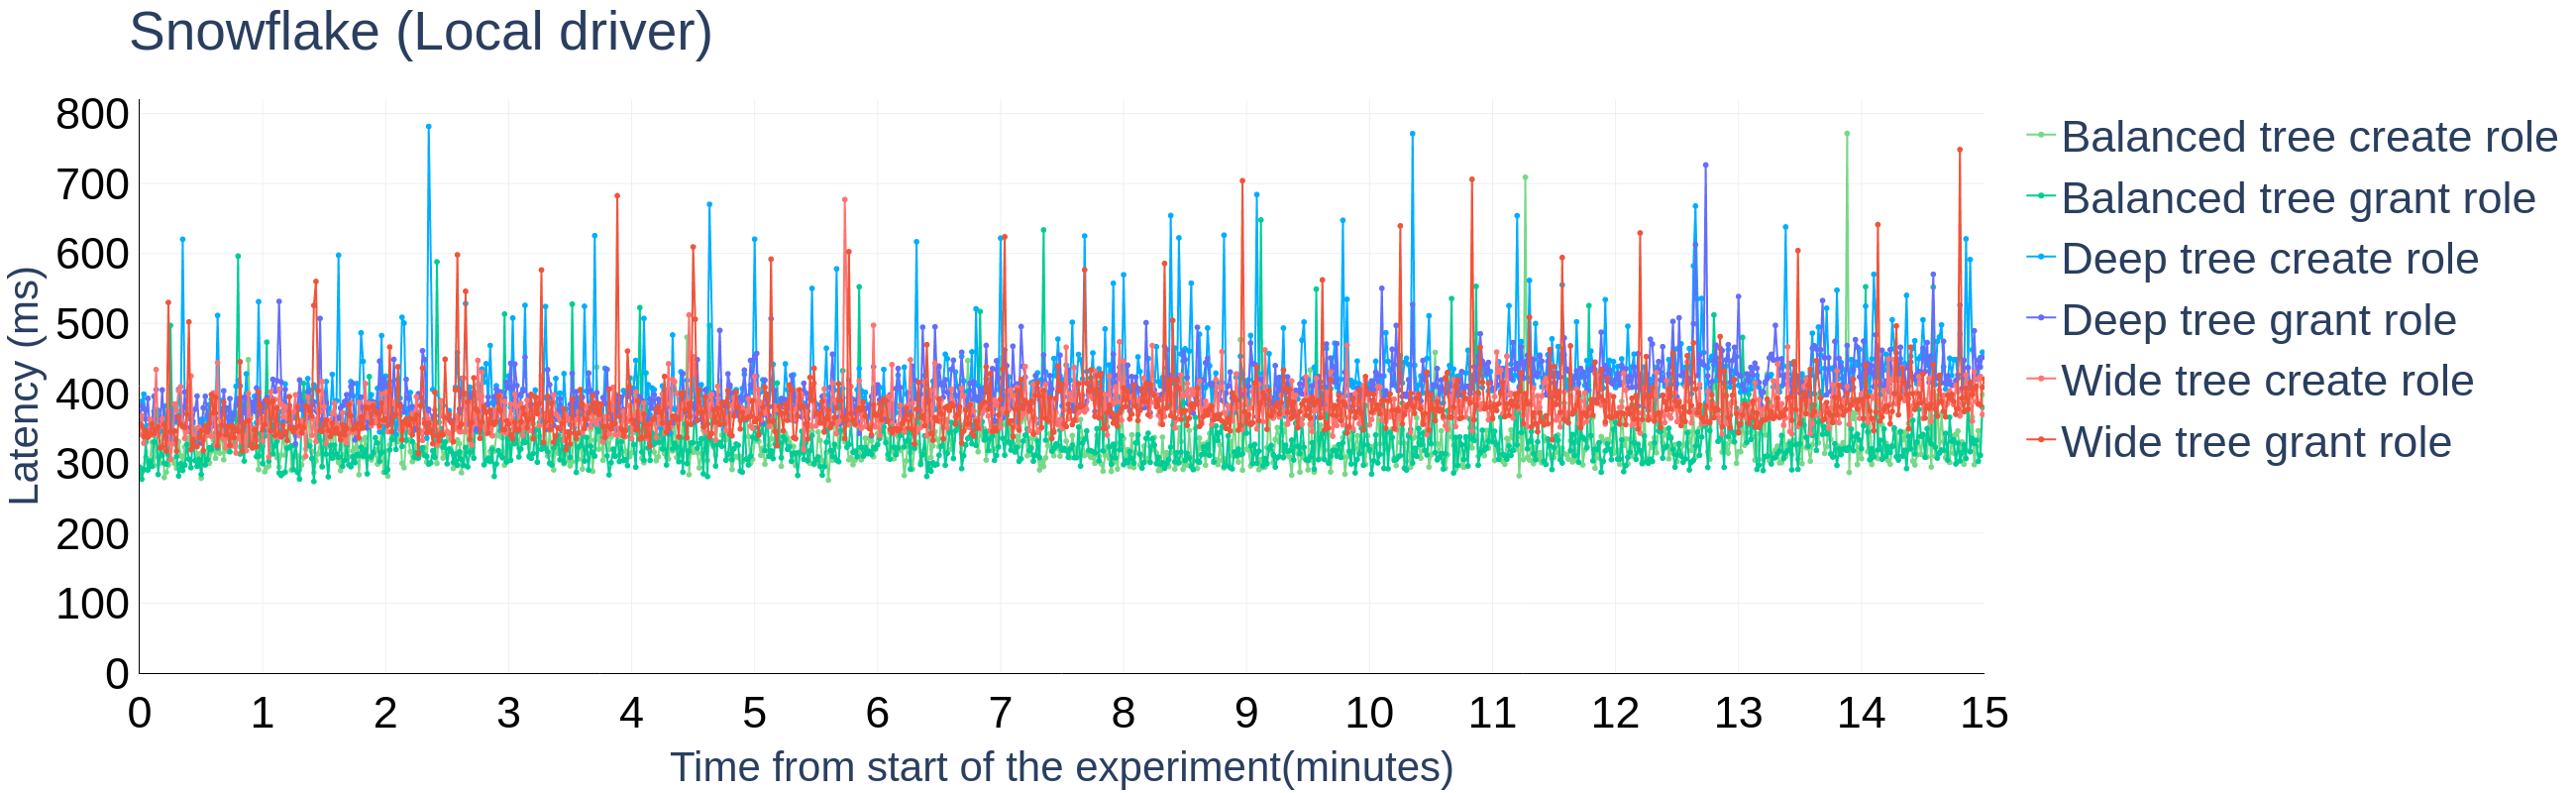 Snowflake (Local driver)
Latency (ms)
800
700
600
500
400
300
200
100
0
0 1 2 3 4 5 6 7 8 9 10 11 12 13 14 15
Time from start of the experiment(minutes)
Balanced tree create role
Balanced tree grant role
Deep tree create role
Deep tree grant role
Wide tree create role
Wide tree grant role